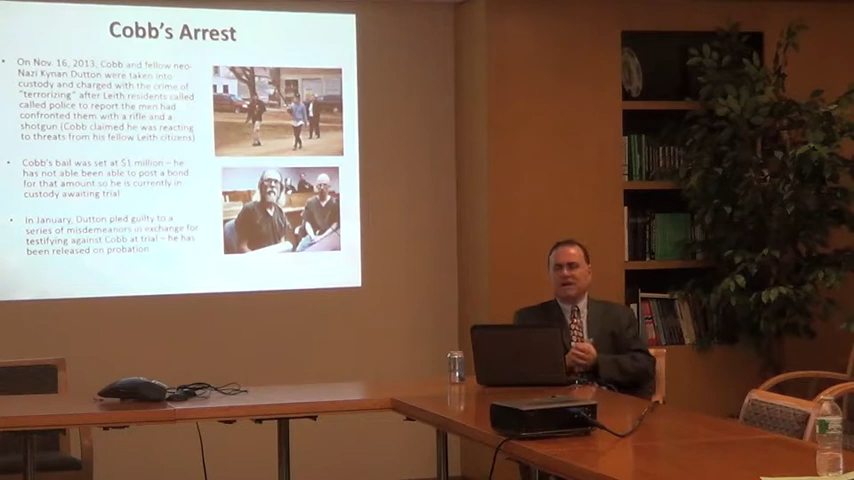 Cobb's Arrest
• On Nov. 16, 2013, Cobb and fellow neo-
Nazi Kynan Dutton were taken into
custody and charged with the crime of
"terrorizing" after Leith residents called
called police to report the men had
confronted them with a rifle and a
shotgun (Cobb claimed he was reacting
to threats from his fellow Leith citizens)
• Cobb's bail was set at $1 million – he
has not able been able to post a bond
for that amount so he is currently in
custody awaiting trial
• In January, Dutton pled guilty to a
series of misdemeanors in exchange for
testifying against Cobb at trial – he has
been released on probation